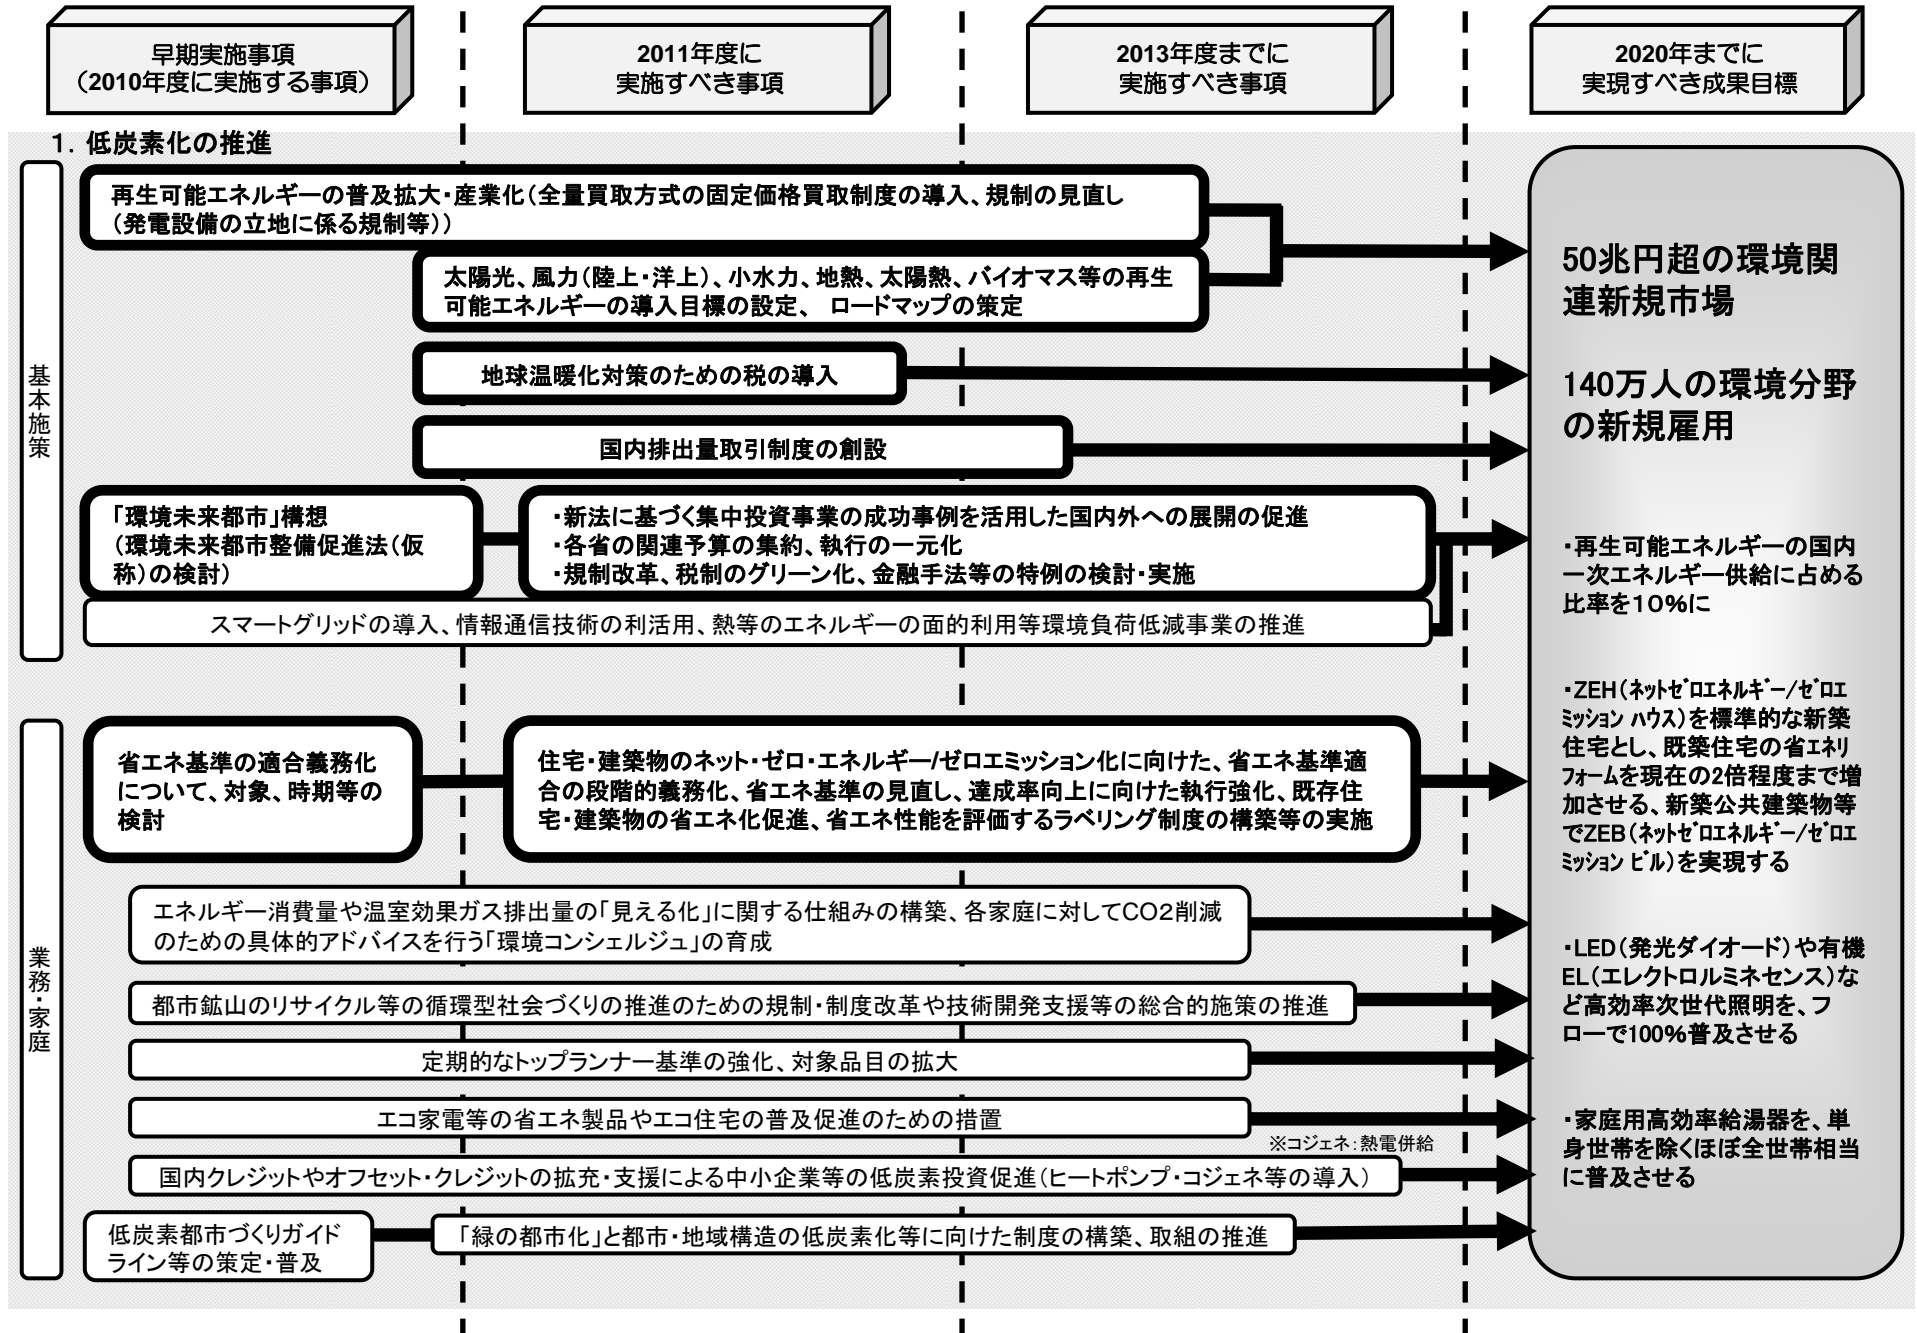 早期実施事項
（2010年度に実施する事項）
2011年度に
実施すべき事項
2013年度までに
実施すべき事項
2020年までに
実現すべき成果目標
１．低炭素化の推進
基本施策
再生可能エネルギーの普及拡大・産業化（全量買取方式の固定価格買取制度の導入、規制の見直し
（発電設備の立地に係る規制等））
太陽光、風力（陸上・洋上）、小水力、地熱、太陽熱、バイオマス等の再生
可能エネルギーの導入目標の設定、 ロードマップの策定
地球温暖化対策のための税の導入
国内排出量取引制度の創設
「環境未来都市」構想
（環境未来都市整備促進法（仮
称）の検討）
・新法に基づく集中投資事業の成功事例を活用した国内外への展開の促進
・各省の関連予算の集約、執行の一元化
・規制改革、税制のグリーン化、金融手法等の特例の検討・実施
スマートグリッドの導入、情報通信技術の利活用、熱等のエネルギーの面的利用等環境負荷低減事業の推進
業務・家庭
省エネ基準の適合義務化
について、対象、時期等の
検討
住宅・建築物のネット・ゼロ・エネルギー/ゼロエミッション化に向けた、省エネ基準適
合の段階的義務化、省エネ基準の見直し、達成率向上に向けた執行強化、既存住
宅・建築物の省エネ化促進、省エネ性能を評価するラベリング制度の構築等の実施
エネルギー消費量や温室効果ガス排出量の「見える化」に関する仕組みの構築、各家庭に対してCO２削減
のための具体的アドバイスを行う「環境コンシェルジュ」の育成
都市鉱山のリサイクル等の循環型社会づくりの推進のための規制・制度改革や技術開発支援等の総合的施策の推進
定期的なトップランナー基準の強化、対象品目の拡大
エコ家電等の省エネ製品やエコ住宅の普及促進のための措置
※コジェネ：熱電併給
国内クレジットやオフセット・クレジットの拡充・支援による中小企業等の低炭素投資促進（ヒートポンプ・コジェネ等の導入）
低炭素都市づくりガイド
ライン等の策定・普及
「緑の都市化」と都市・地域構造の低炭素化等に向けた制度の構築、取組の推進
50兆円超の環境関
連新規市場
140万人の環境分野
の新規雇用
・再生可能エネルギーの国内
一次エネルギー供給に占める
比率を１０％に
・ZEH（ﾈｯﾄｾﾞﾛｴﾈﾙｷﾞｰ/ｾﾞﾛｴ
ﾐｯｼｮﾝ ﾊｳｽ）を標準的な新築
住宅とし、既築住宅の省エネリ
フォームを現在の2倍程度まで増
加させる、新築公共建築物等
でZEB（ﾈｯﾄｾﾞﾛｴﾈﾙｷﾞｰ/ｾﾞﾛｴ
ﾐｯｼｮﾝ ﾋﾞﾙ）を実現する
・LED（発光ダイオード）や有機
EL（エレクトロルミネセンス）な
ど高効率次世代照明を、フ
ローで100％普及させる
・家庭用高効率給湯器を、単
身世帯を除くほぼ全世帯相当
に普及させる